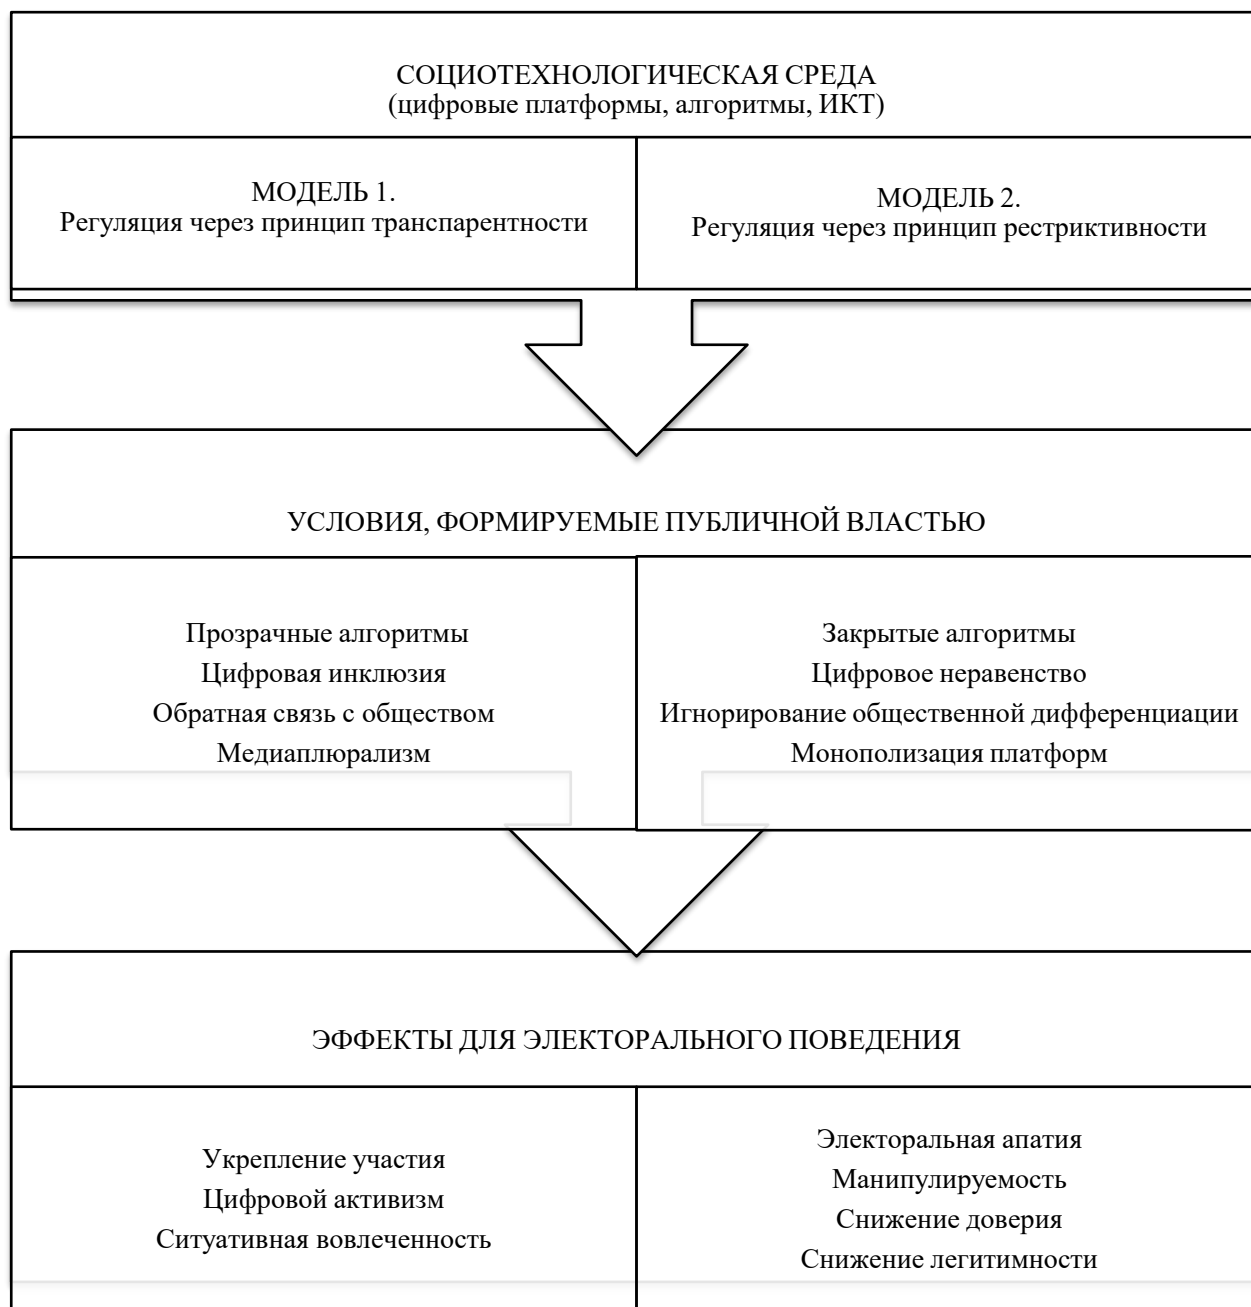 СОЦИОТЕХНОЛОГИЧЕСКАЯ СРЕДА
(цифровые платформы, алгоритмы, ИКТ)
МОДЕЛЬ 1.
Регуляция через принцип транспарентности
МОДЕЛЬ 2.
Регуляция через принцип рестриктивности
УСЛОВИЯ, ФОРМИРУЕМЫЕ ПУБЛИЧНОЙ ВЛАСТЬЮ
Прозрачные алгоритмы
Цифровая инклюзия
Обратная связь с обществом
Медиаплюрализм
Закрытые алгоритмы
Цифровое неравенство
Игнорирование общественной дифференциации
Монополизация платформ
ЭФФЕКТЫ ДЛЯ ЭЛЕКТОРАЛЬНОГО ПОВЕДЕНИЯ
Укрепление участия
Цифровой активизм
Ситуативная вовлеченность
Электоральная апатия
Манипулируемость
Снижение доверия
Снижение легитимности